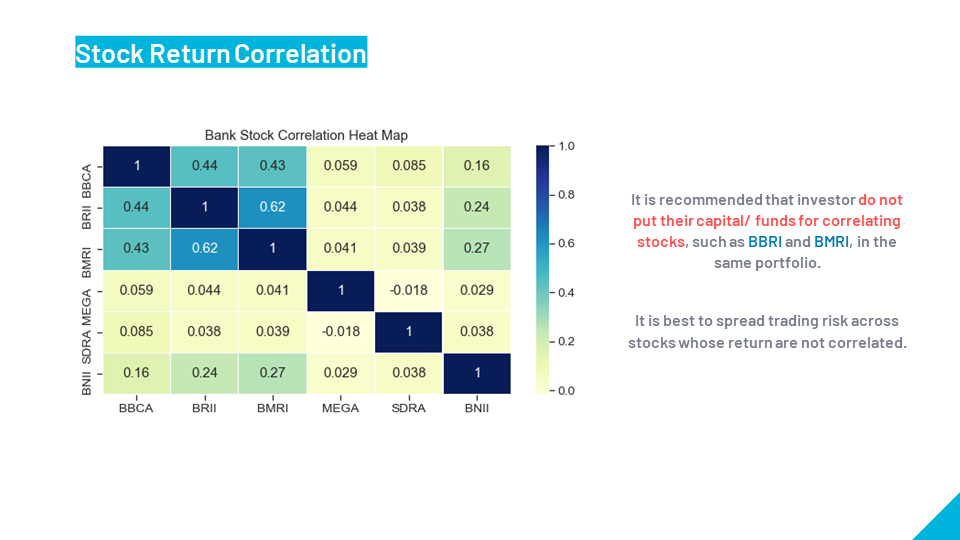 Stock Return Correlation
Bank Stock Correlation Heat Map
BBCA 1 0.44 0.43 0.059 0.085 0.16
BRII 0.44 1 0.62 0.044 0.038 0.24
BMRI 0.43 0.62 1 0.041 0.039 0.27
MEGA 0.059 0.044 0.041 1 -0.018 0.029
SDRA 0.085 0.038 0.039 -0.018 1 0.038
BNII 0.16 0.24 0.27 0.029 0.038 1
BBCA BRII BMRI MEGA SDRA BNII
1.0
0.8
0.6
0.4
0.2
0.0
It is recommended that investor do not
put their capital/ funds for correlating
stocks, such as BBRI and BMRI, in the
same portfolio.
It is best to spread trading risk across
stocks whose return are not correlated.